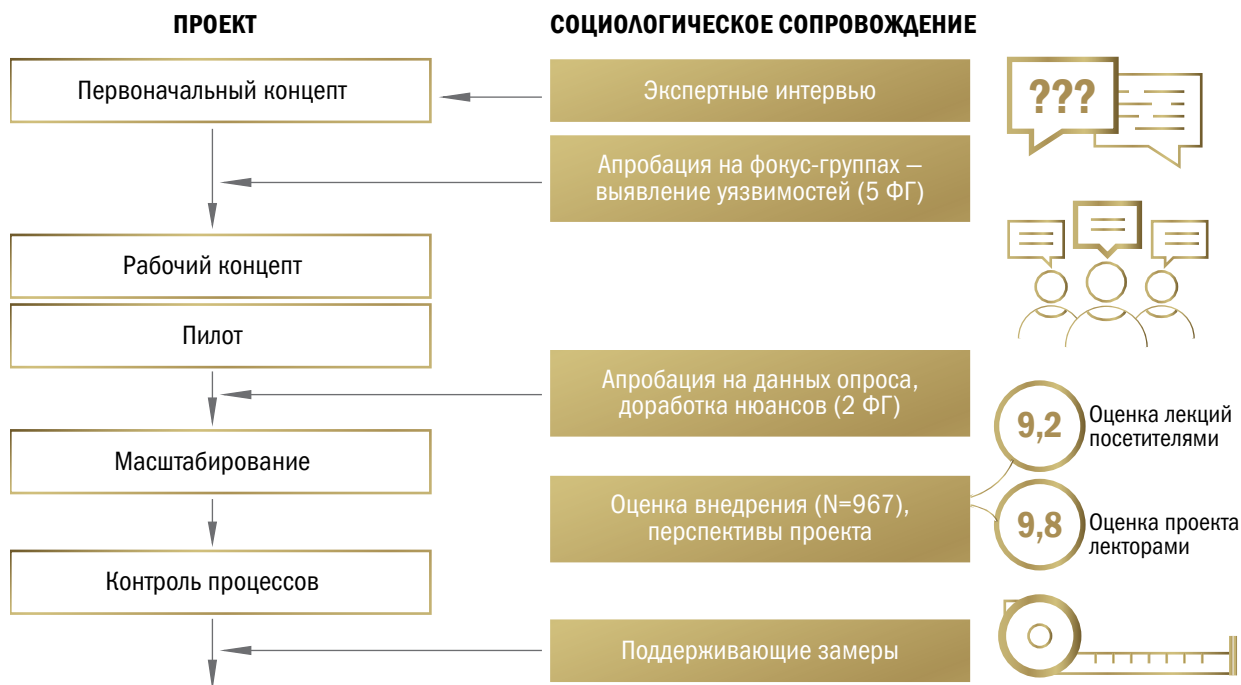 ПРОЕКТ
СОЦИОЛОГИЧЕСКОЕ СОПРОВОЖДЕНИЕ
Первоначальный концепт
Экспертные интервью
???
Апробация на фокус-группах –
выявление уязвимостей (5 ФГ)
Рабочий концепт
Пилот
Апробация на данных опроса,
доработка нюансов (2 ФГ)
9,2
Оценка лекций
посетителями
Масштабирование
Оценка внедрения (N=967),
перспективы проекта
9,8
Оценка проекта
лекторами
Контроль процессов
Поддерживающие замеры